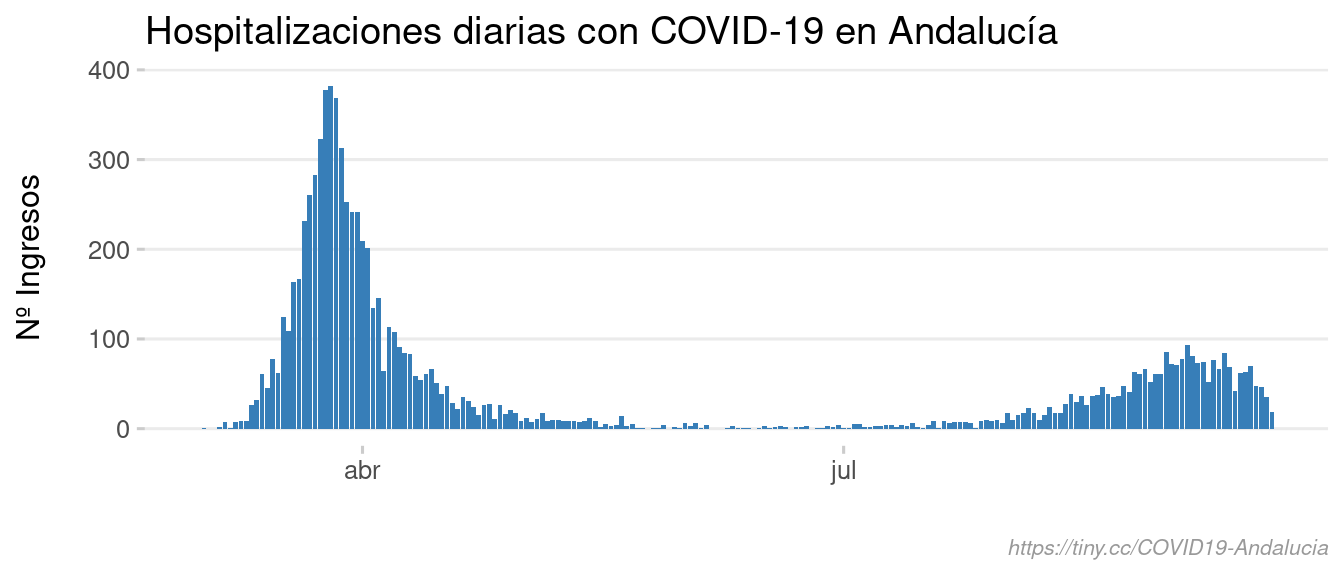 Hospitalizaciones diarias con COVID-19 en Andalucía
Nº Ingresos
400
300
200
100
0
abr
jul
https://tiny.cc/COVID19-Andalucia